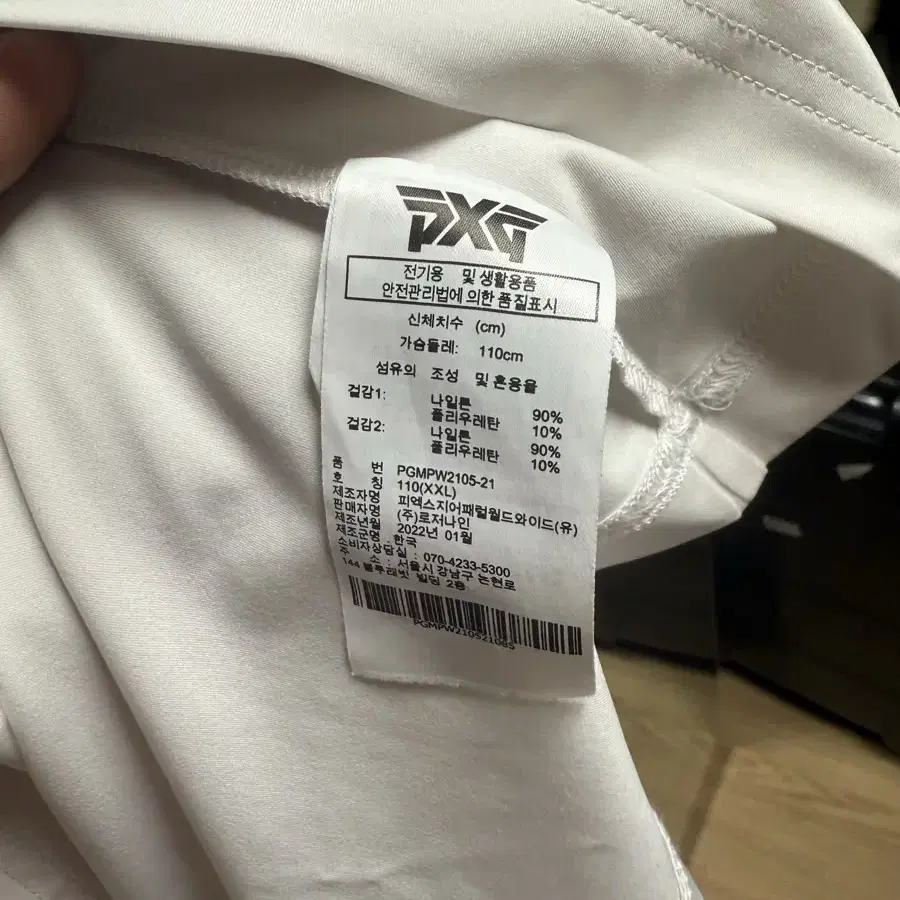 PXG
전기용 및 생활용품
안전관리법에 의한 품질표시
신체치수 (cm)
가슴둘레: 110cm
섬유의 조성 및 혼용율
겉감1: 나일론 90%
폴리우레탄 10%
겉감2: 나일론 90%
폴리우레탄 10%
품 번 PGMPW2105-21
호 칭 110(XXL)
제조자명 피엑스지어패럴월드와이드(유)
판매자명 (주)로저나인
제조년월 2022년 01월
제조국명 : 한국
소비자상담실 : 070-4233-5300
주 소 : 서울시 강남구 논현로
144 빌딩 2층